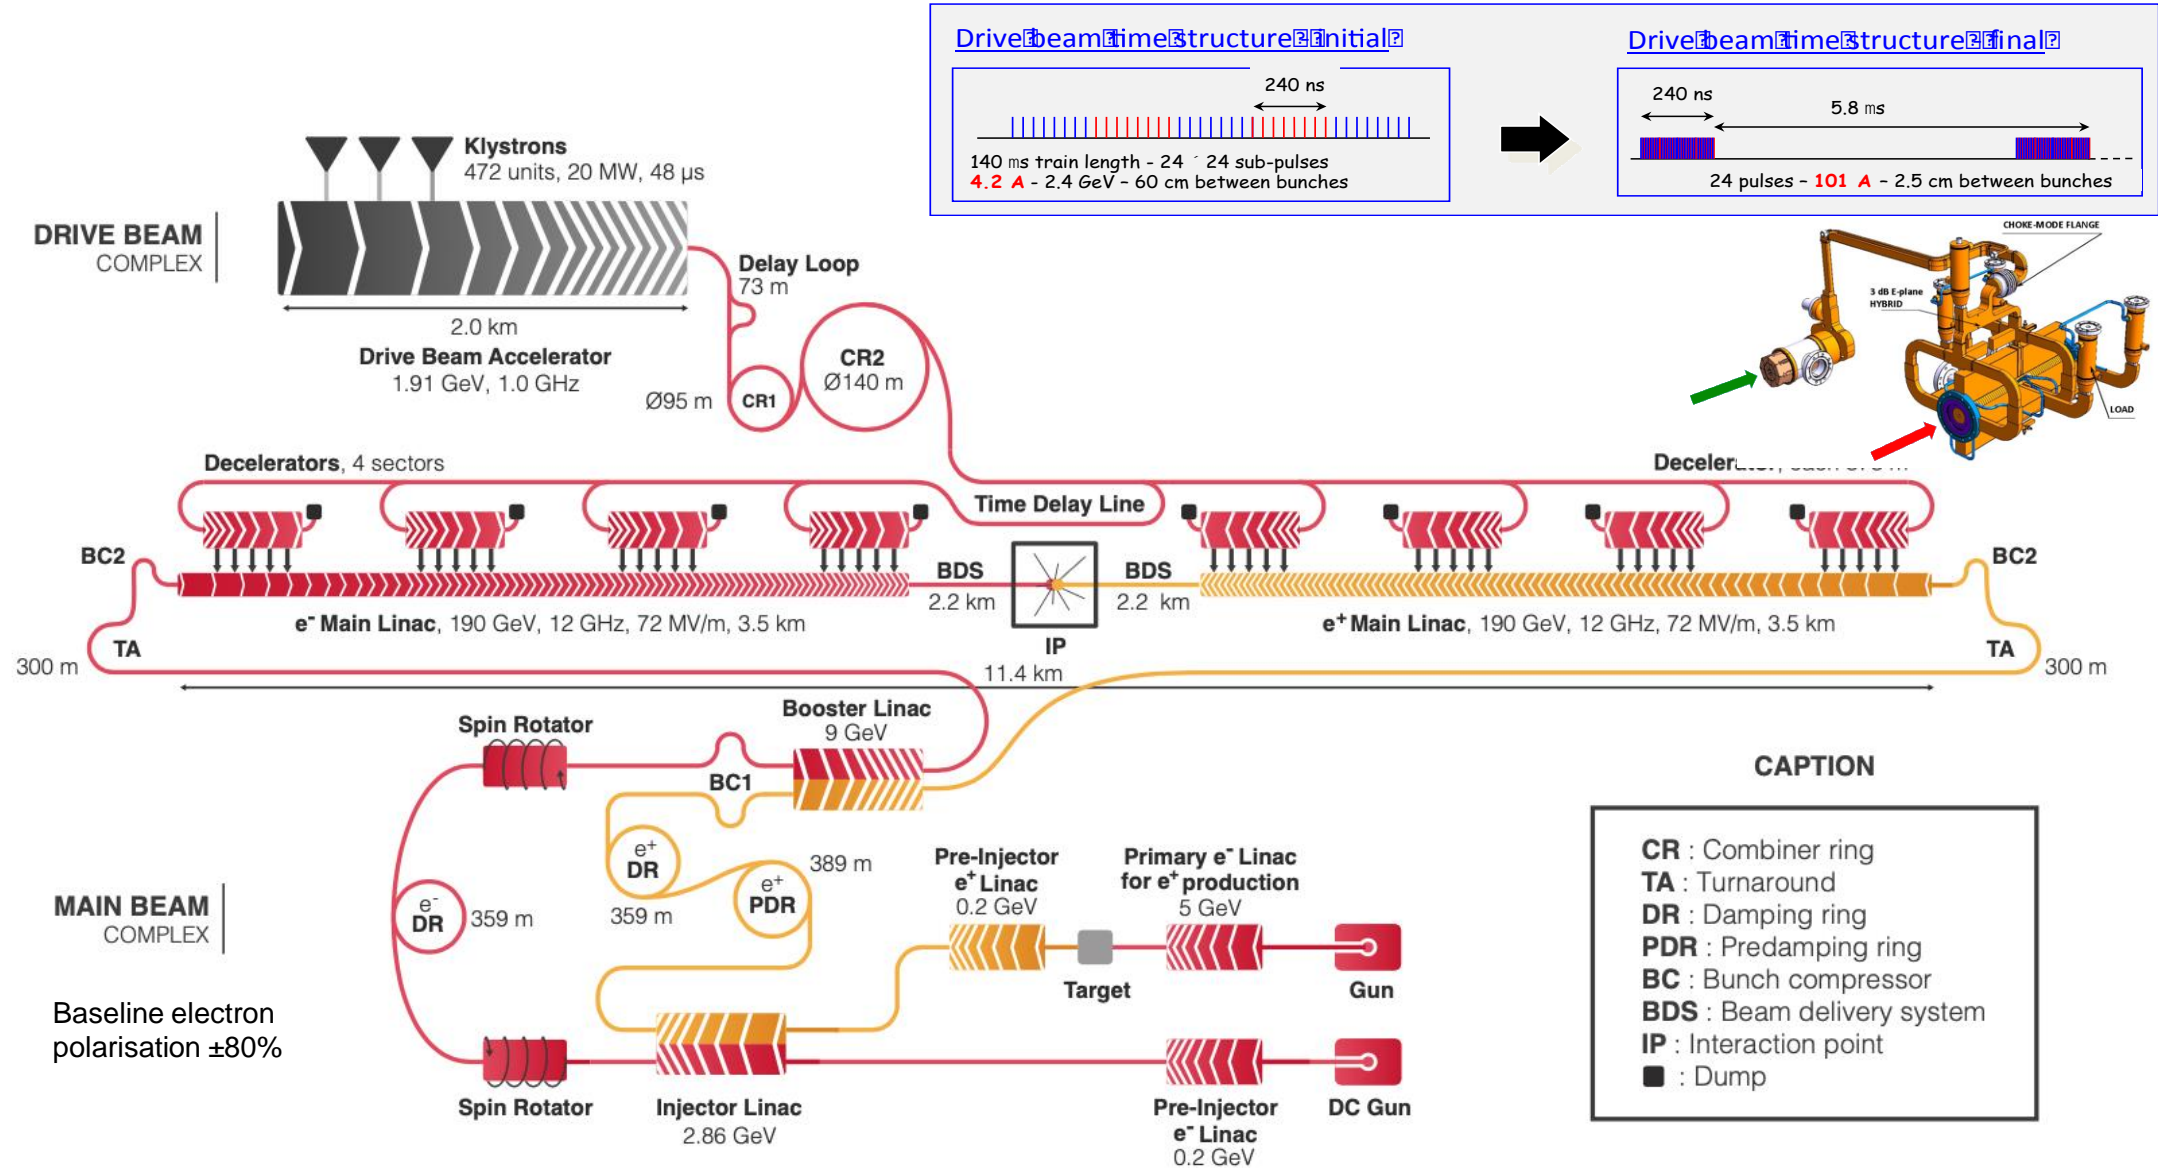 Drive beam time structure - initial
240 ns
140 ms train length - 24 ´ 24 sub-pulses
4.2 A - 2.4 GeV – 60 cm between bunches
Drive beam time structure - final
240 ns
5.8 ms
24 pulses – 101 A – 2.5 cm between bunches
CHOKE-MODE FLANGE
3 dB E-plane
HYBRID
LOAD
Klystrons
472 units, 20 MW, 48 µs
DRIVE BEAM
COMPLEX
2.0 km
Drive Beam Accelerator
1.91 GeV, 1.0 GHz
Delay Loop
73 m
CR2
Ø140 m
Ø95 m
CR1
Decelerators, 4 sectors
Time Delay Line
BC2
BDS
2.2 km
BDS
2.2 km
BC2
e- Main Linac, 190 GeV, 12 GHz, 72 MV/m, 3.5 km
IP
e+ Main Linac, 190 GeV, 12 GHz, 72 MV/m, 3.5 km
TA
300 m
11.4 km
TA
300 m
Booster Linac
9 GeV
Spin Rotator
BC1
CAPTION
CR : Combiner ring
TA : Turnaround
DR : Damping ring
PDR : Predamping ring
BC : Bunch compressor
BDS : Beam delivery system
IP : Interaction point
: Dump
MAIN BEAM
COMPLEX
e-
DR
359 m
e+
DR
359 m
e+
PDR
389 m
Pre-Injector
e+ Linac
0.2 GeV
Primary e- Linac
for e+ production
5 GeV
Target
Gun
Baseline electron
polarisation ±80%
Spin Rotator
Injector Linac
2.86 GeV
Pre-Injector
e- Linac
0.2 GeV
DC Gun